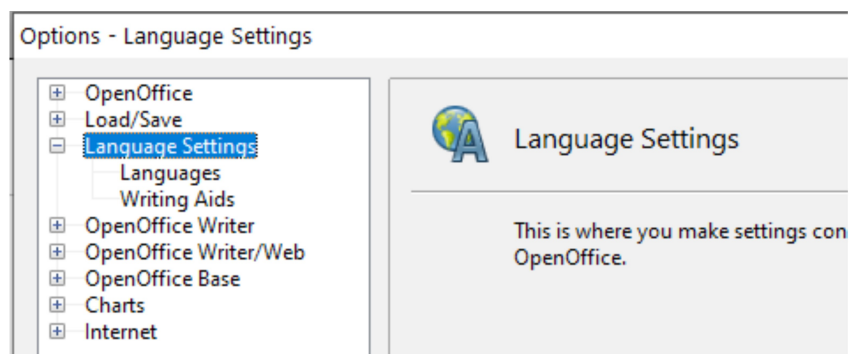 Options - Language Settings
OpenOffice
Load/Save
Language Settings
Languages
Writing Aids
OpenOffice Writer
OpenOffice Writer/Web
OpenOffice Base
Charts
Internet
Language Settings
This is where you make settings con
OpenOffice.